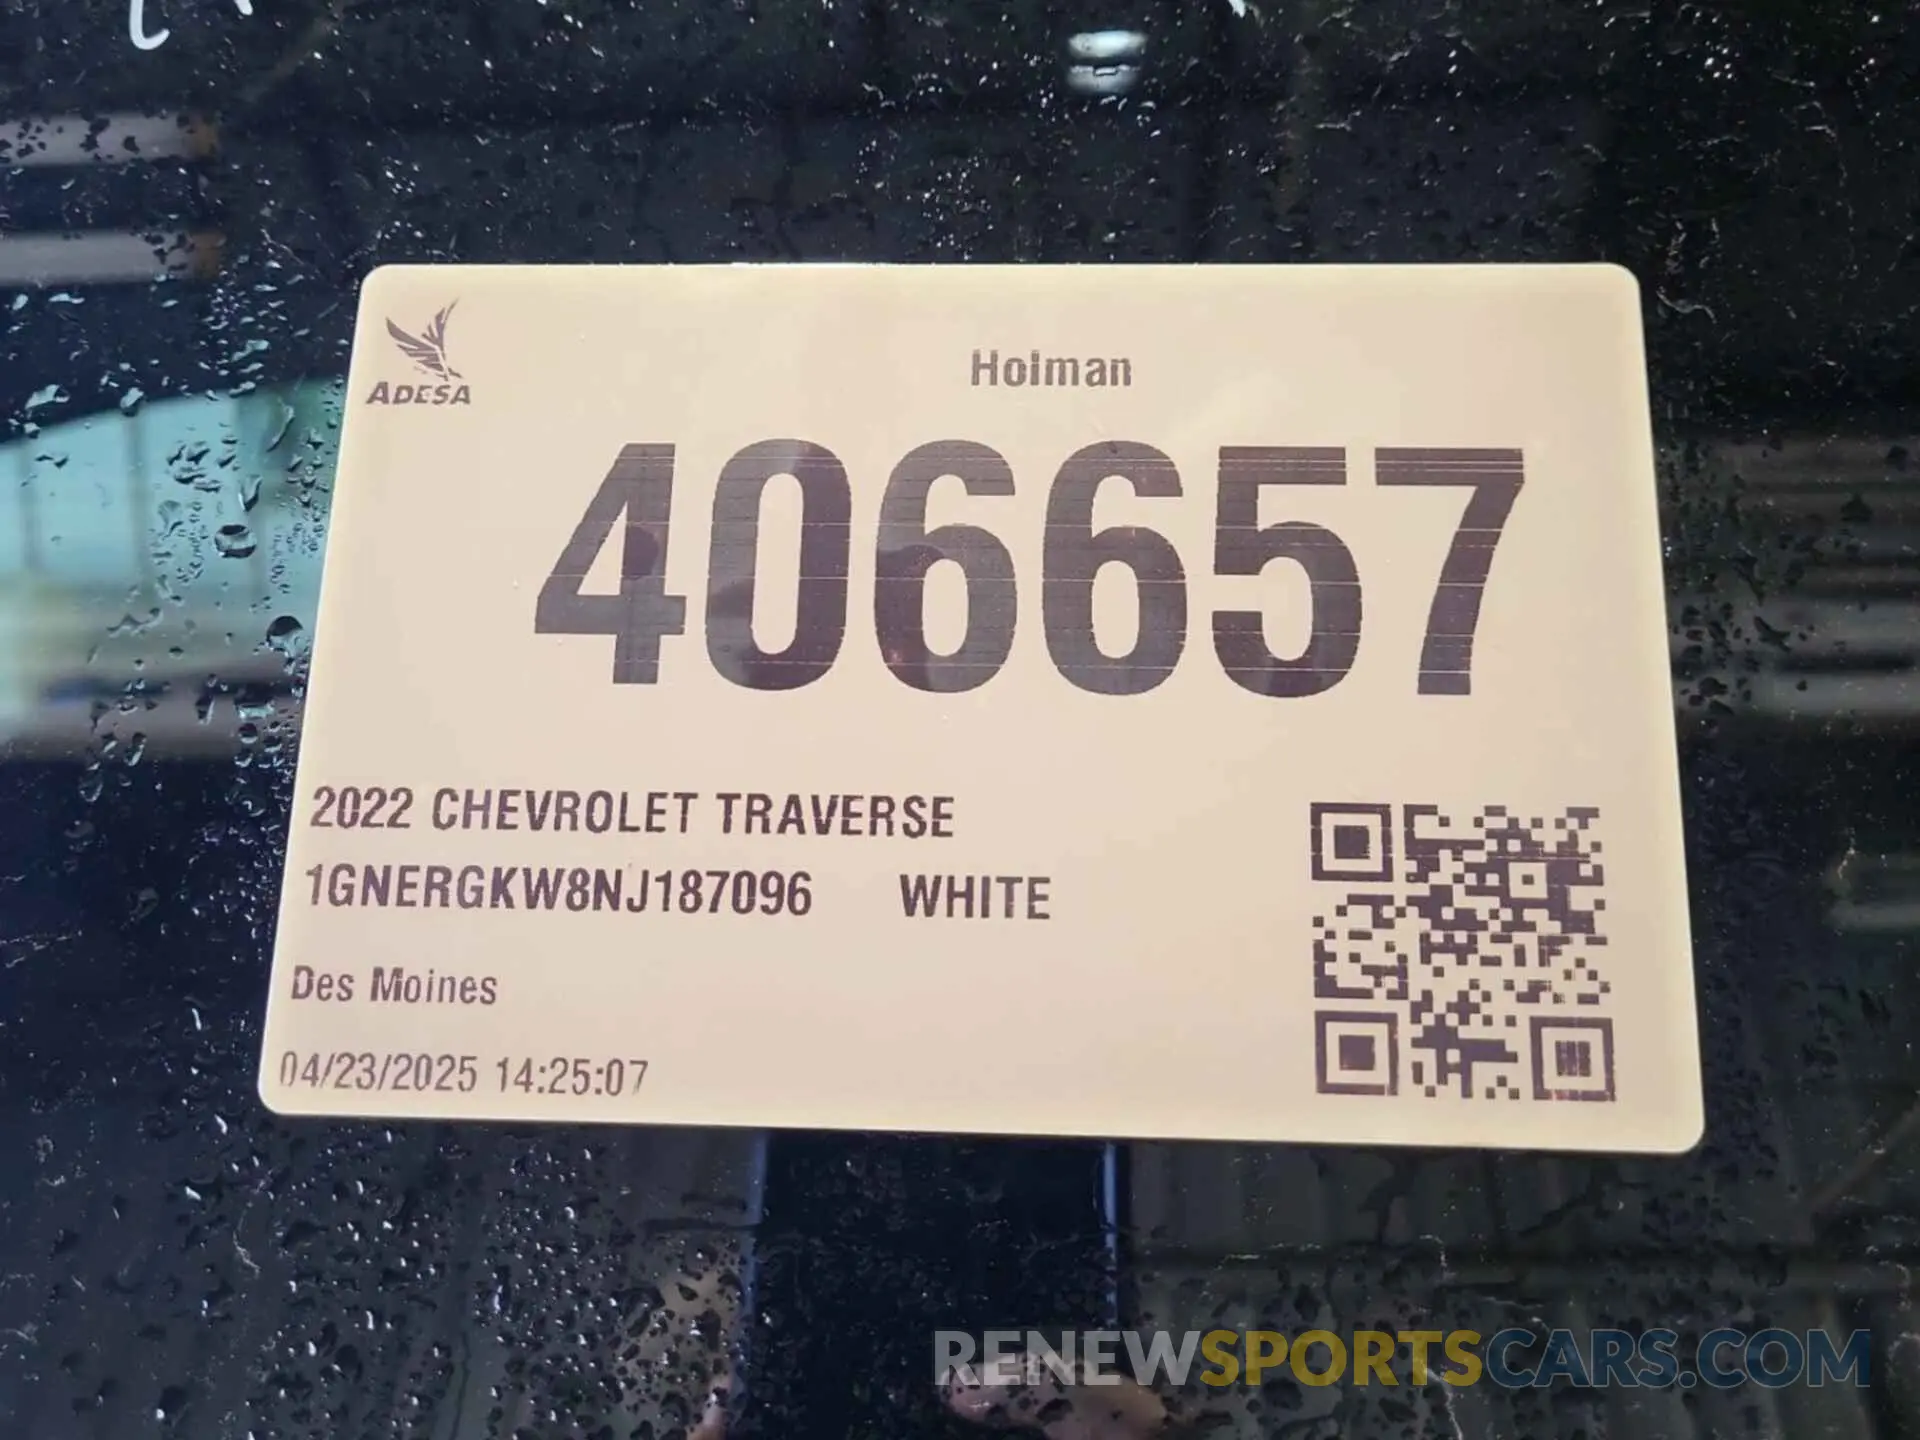 ADESA
Holman
406657
2022 CHEVROLET TRAVERSE
1GNERGKW8NJ187096 WHITE
Des Moines
04/23/2025 14:25:07
RENEWSPORTSCARS.COM